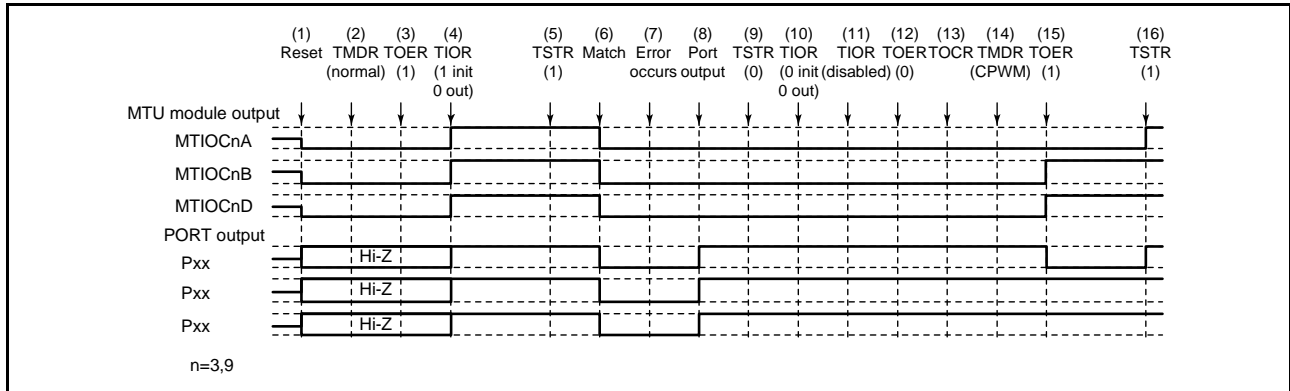 (1) (2) (3) (4) (5) (6) (7) (8) (9) (10) (11) (12) (13) (14) (15) (16)
Reset TMDR TOER TIOR TSTR Match Error Port TSTR TIOR TIOR TOER TOCR TMDR TOER TSTR
(normal) (1) (1 init (1) occurs output (0) (0 init (disabled) (0) (CPWM) (1) (1)
0 out) 0 out)
MTU module output
MTIOCnA
MTIOCnB
MTIOCnD
PORT output
Pxx Hi-Z
Pxx Hi-Z
Pxx Hi-Z
n=3,9